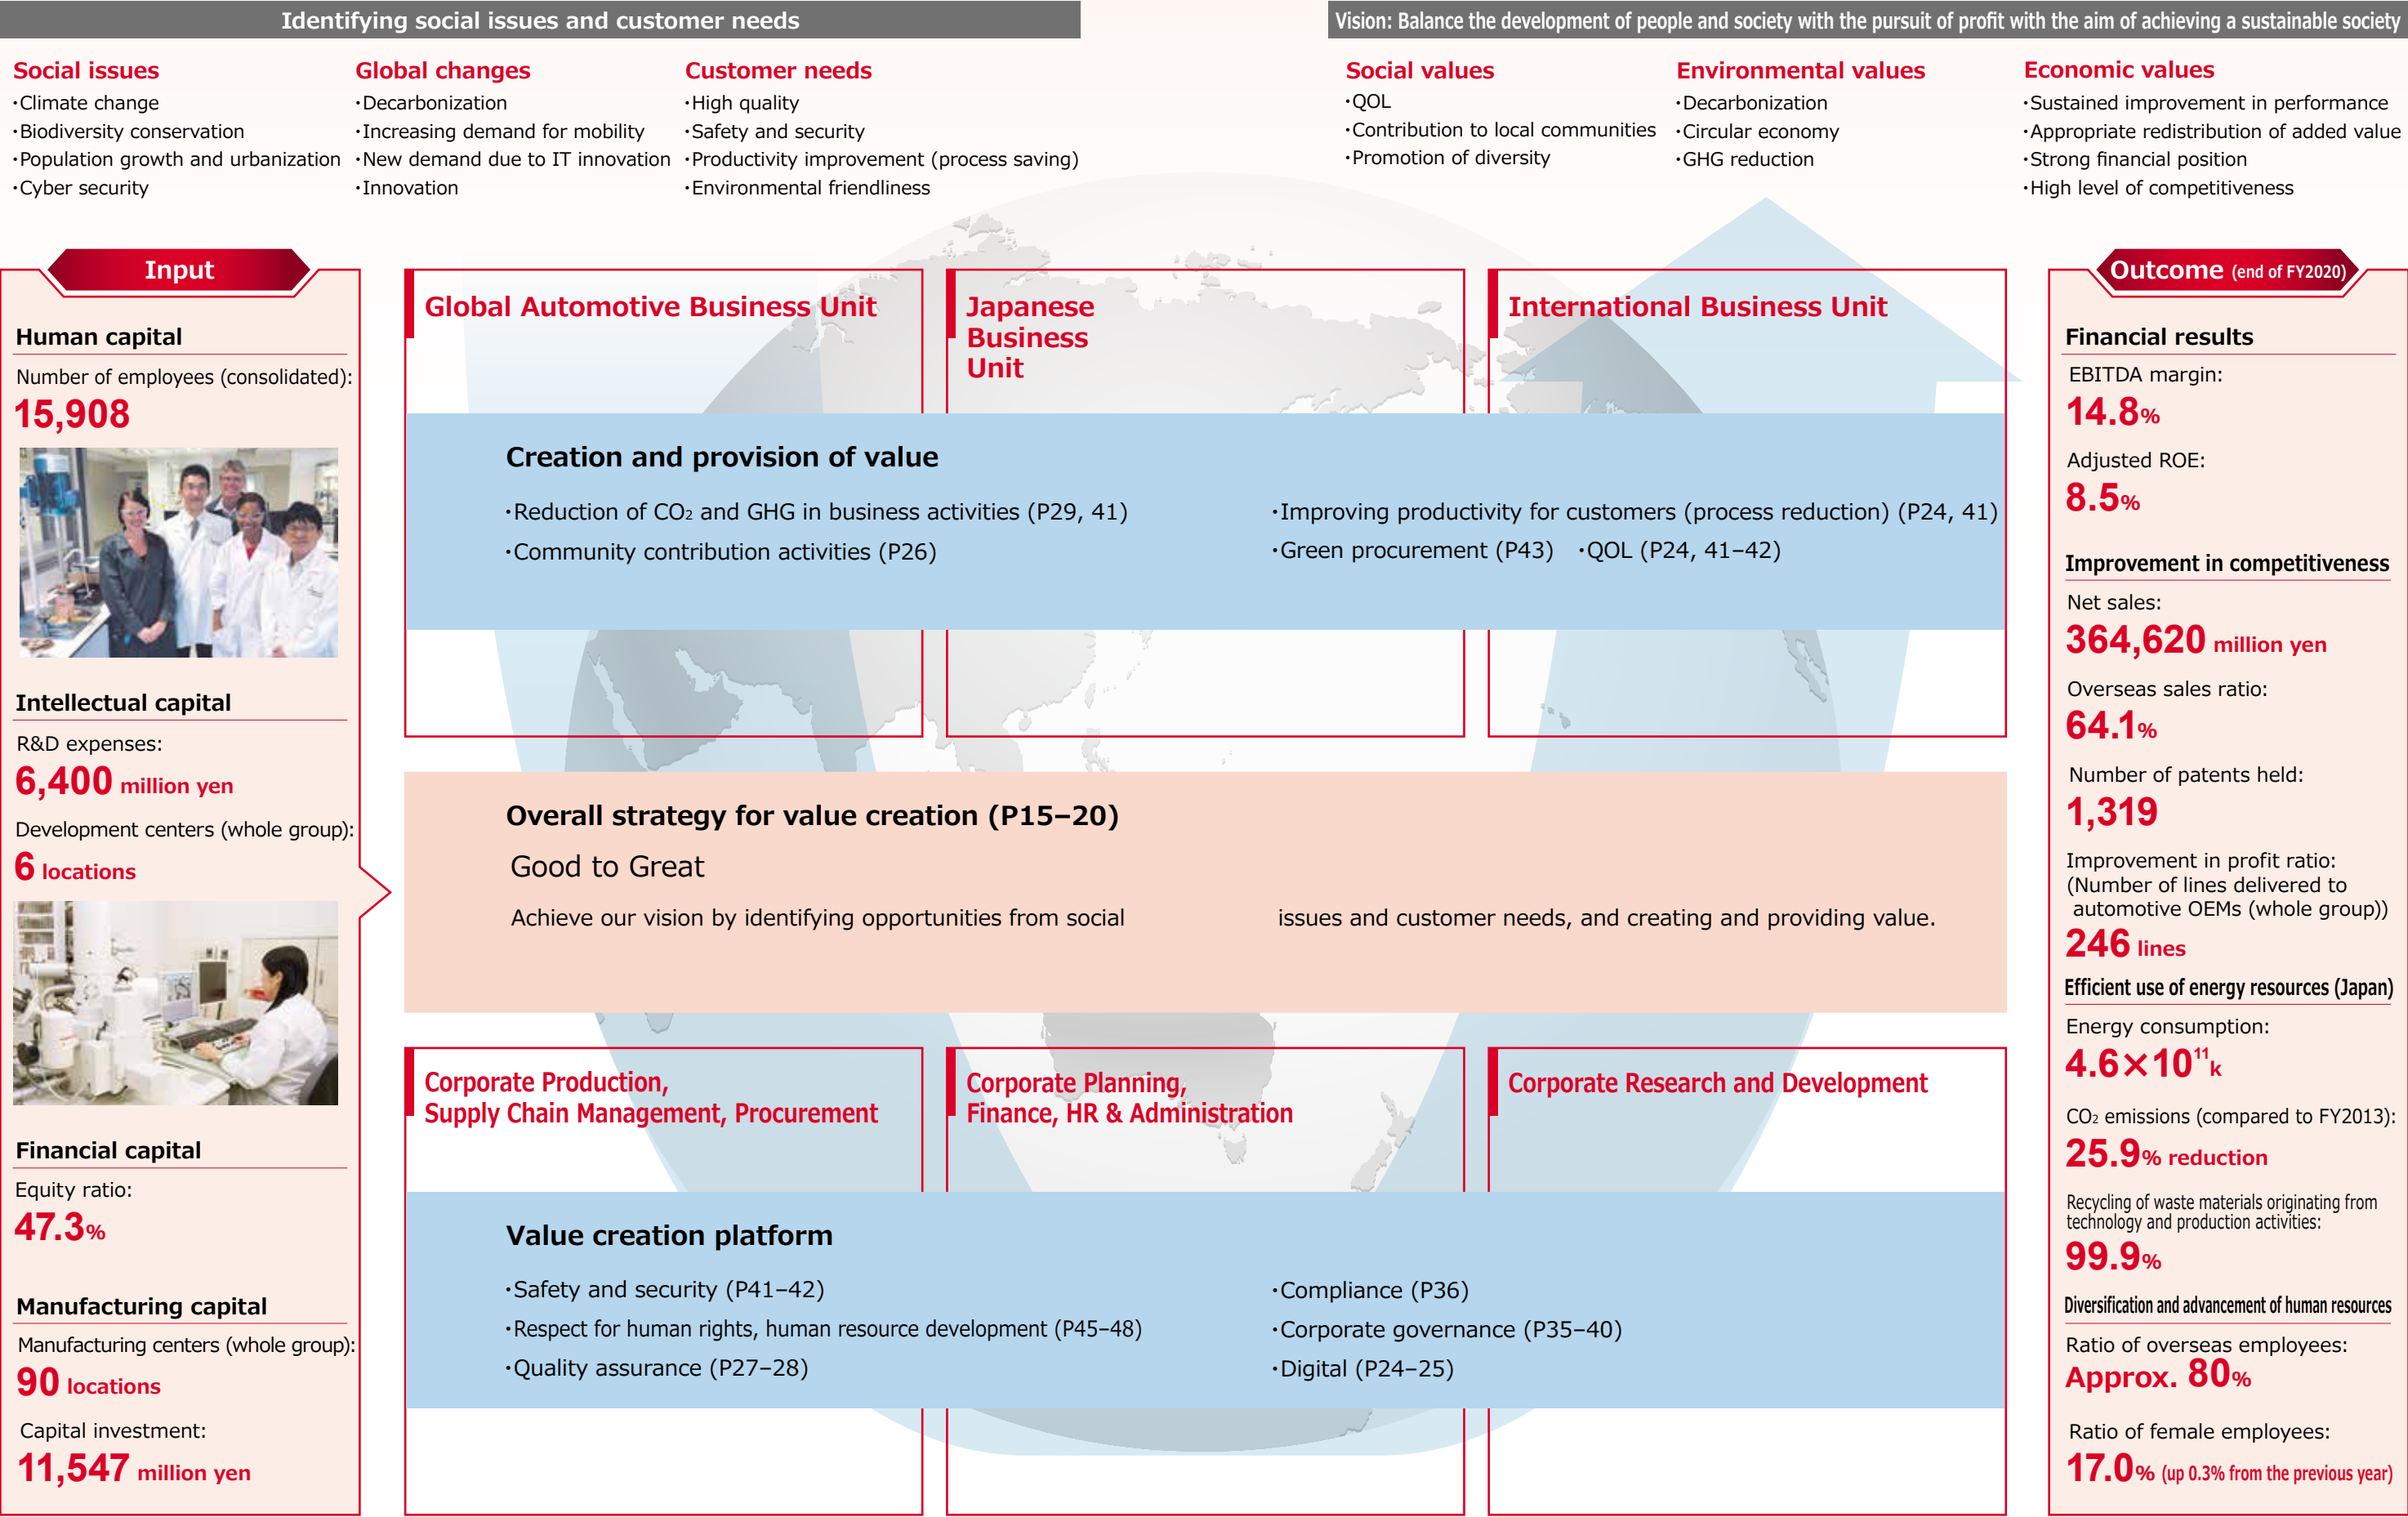 Identifying social issues and customer needs
Social issues
・Climate change
・Biodiversity conservation
・Population growth and urbanization
・Cyber security
Global changes
・Decarbonization
・Increasing demand for mobility
・New demand due to IT innovation
・Innovation
Customer needs
・High quality
・Safety and security
・Productivity improvement (process saving)
・Environmental friendliness
Vision: Balance the development of people and society with the pursuit of profit with the aim of achieving a sustainable society
Social values
・QOL
・Contribution to local communities
・Promotion of diversity
Environmental values
・Decarbonization
・Circular economy
・GHG reduction
Economic values
・Sustained improvement in performance
・Appropriate redistribution of added value
・Strong financial position
・High level of competitiveness
Input
Human capital
Number of employees (consolidated):
15,908
Intellectual capital
R&D expenses:
6,400 million yen
Development centers (whole group):
6 locations
Financial capital
Equity ratio:
47.3%
Manufacturing capital
Manufacturing centers (whole group):
90 locations
Capital investment:
11,547 million yen
Global Automotive Business Unit
Japanese
Business
Unit
International Business Unit
Creation and provision of value
・Reduction of CO₂ and GHG in business activities (P29, 41)
・Community contribution activities (P26)
・Improving productivity for customers (process reduction) (P24, 41)
・Green procurement (P43) ・QOL (P24, 41–42)
Overall strategy for value creation (P15–20)
Good to Great
Achieve our vision by identifying opportunities from social issues and customer needs, and creating and providing value.
Corporate Production,
Supply Chain Management, Procurement
Corporate Planning,
Finance, HR & Administration
Corporate Research and Development
Value creation platform
・Safety and security (P41–42)
・Respect for human rights, human resource development (P45–48)
・Quality assurance (P27–28)
・Compliance (P36)
・Corporate governance (P35–40)
・Digital (P24–25)
Outcome (end of FY2020)
Financial results
EBITDA margin:
14.8%
Adjusted ROE:
8.5%
Improvement in competitiveness
Net sales:
364,620 million yen
Overseas sales ratio:
64.1%
Number of patents held:
1,319
Improvement in profit ratio:
(Number of lines delivered to
automotive OEMs (whole group))
246 lines
Efficient use of energy resources (Japan)
Energy consumption:
4.6×10¹¹k
CO₂ emissions (compared to FY2013):
25.9% reduction
Recycling of waste materials originating from
technology and production activities:
99.9%
Diversification and advancement of human resources
Ratio of overseas employees:
Approx. 80%
Ratio of female employees:
17.0% (up 0.3% from the previous year)